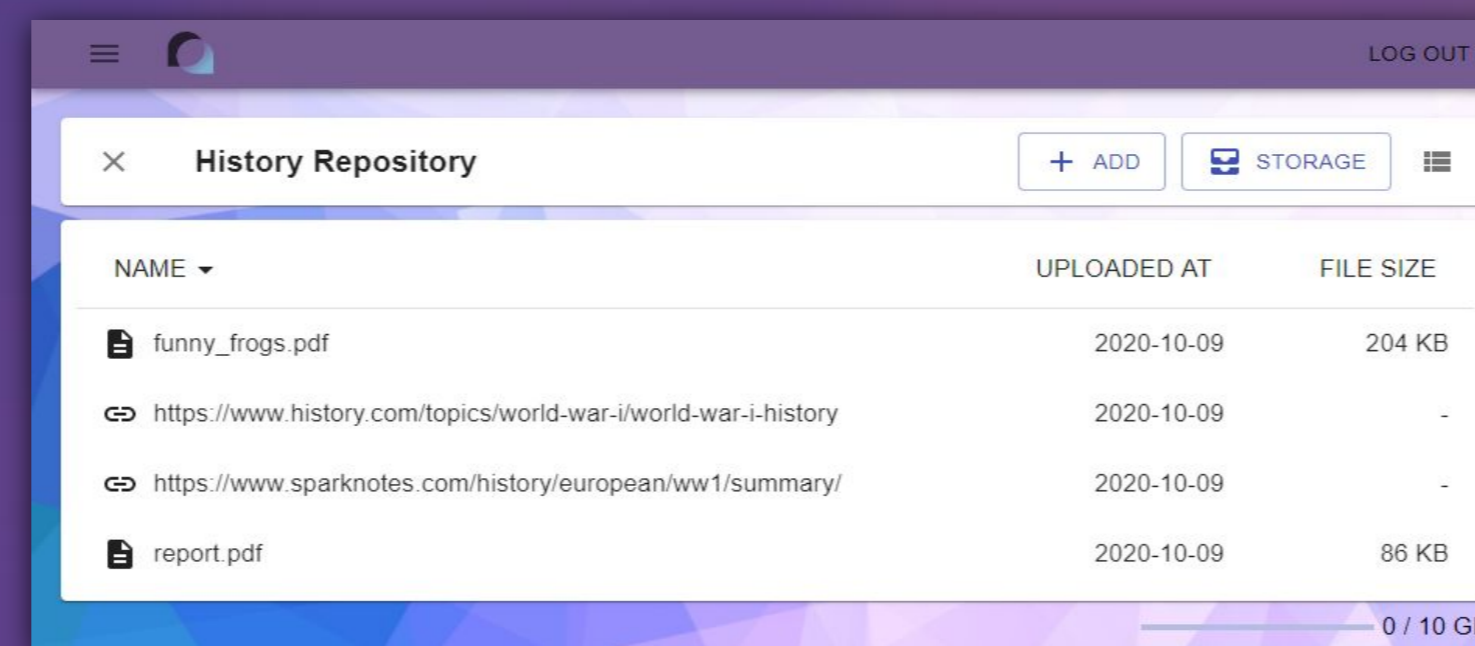 LOG OUT
History Repository
+ ADD
STORAGE
NAME UPLOADED AT FILE SIZE
funny_frogs.pdf 2020-10-09 204 KB
https://www.history.com/topics/world-war-i/world-war-i-history 2020-10-09 -
https://www.sparknotes.com/history/european/ww1/summary/ 2020-10-09 -
report.pdf 2020-10-09 86 KB
0 / 10